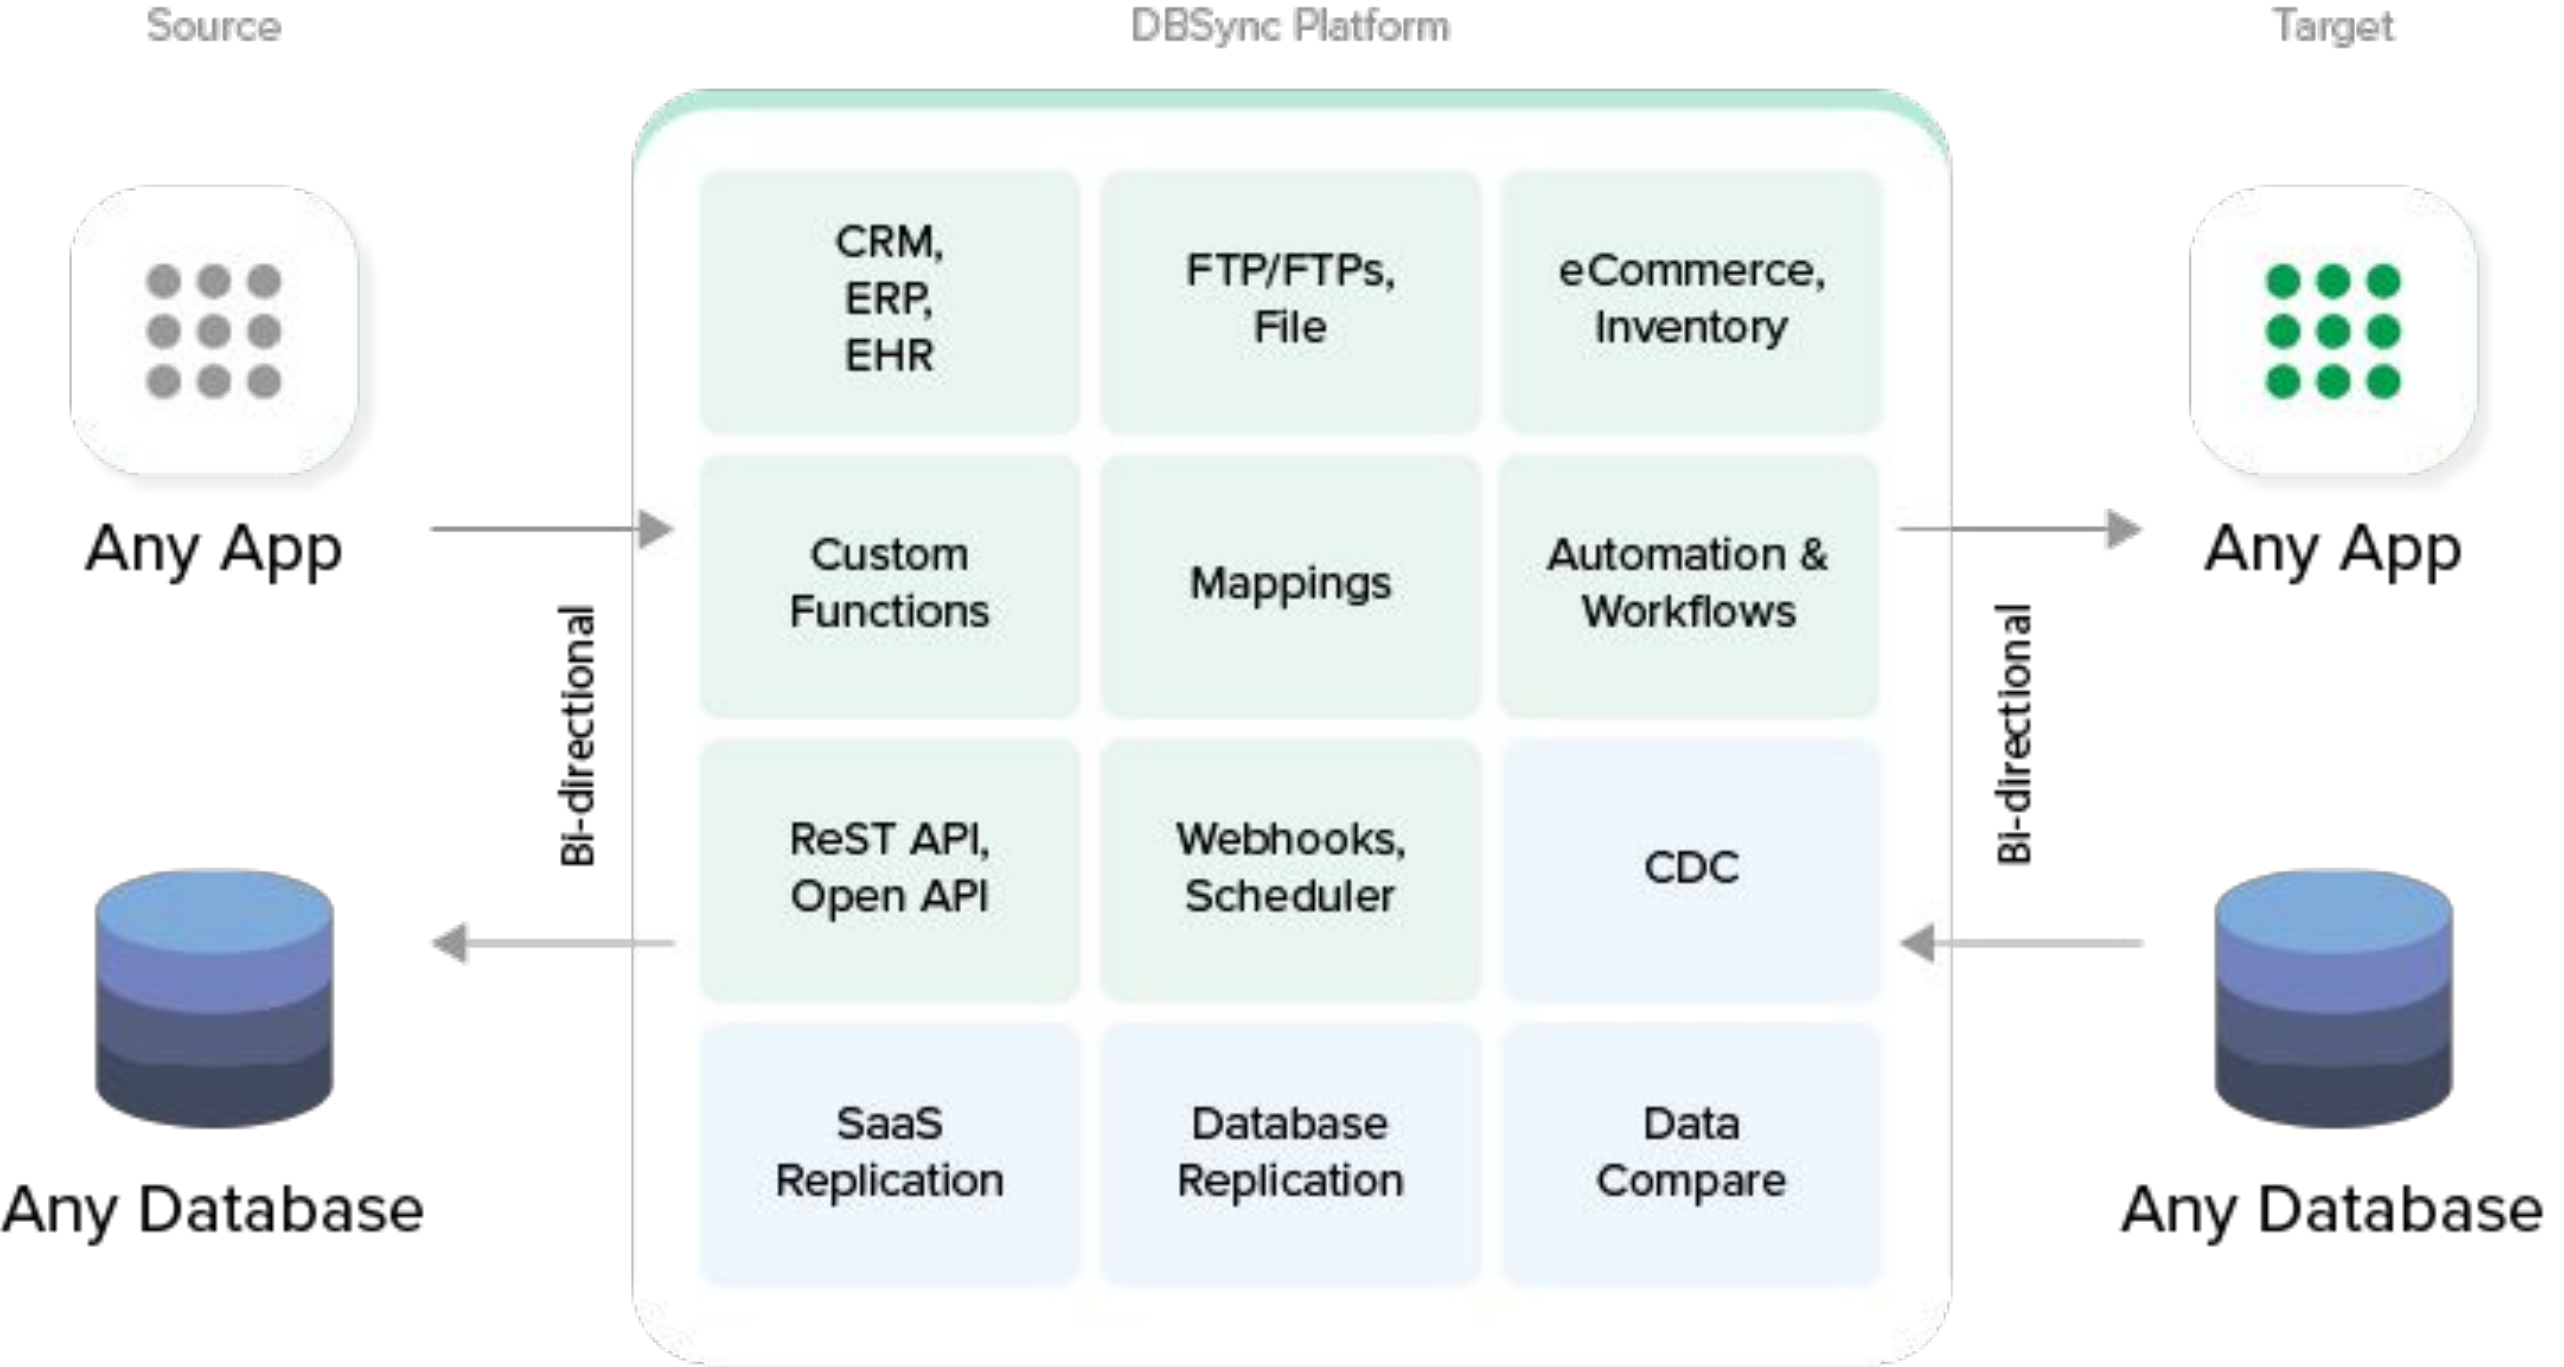 Source
DBSync Platform
Target
Any App
Any Database
Bi-directional
CRM,
ERP,
EHR
FTP/FTPs,
File
eCommerce,
Inventory
Custom
Functions
Mappings
Automation &
Workflows
ReST API,
Open API
Webhooks,
Scheduler
CDC
SaaS
Replication
Database
Replication
Data
Compare
Bi-directional
Any App
Any Database